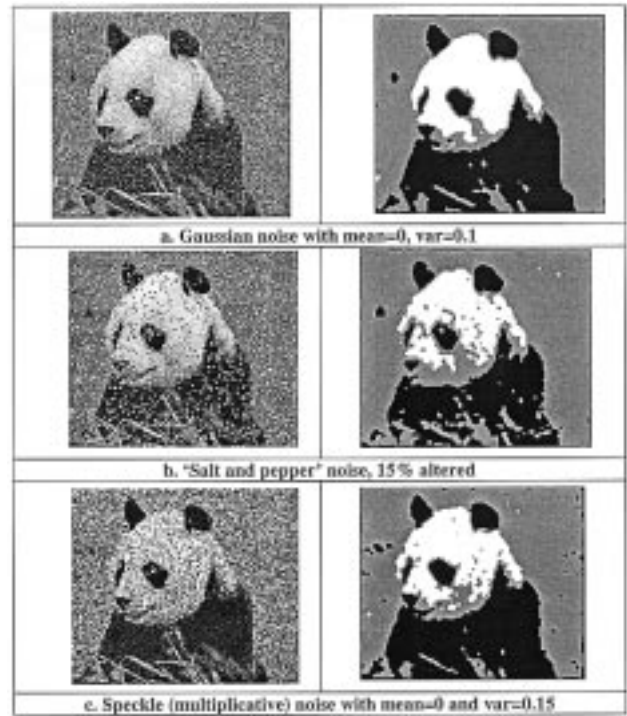 a. Gaussian noise with mean=0, var=0.1
b. "Salt and pepper" noise, 15% altered
c. Speckle (multiplicative) noise with mean=0 and var=0.15